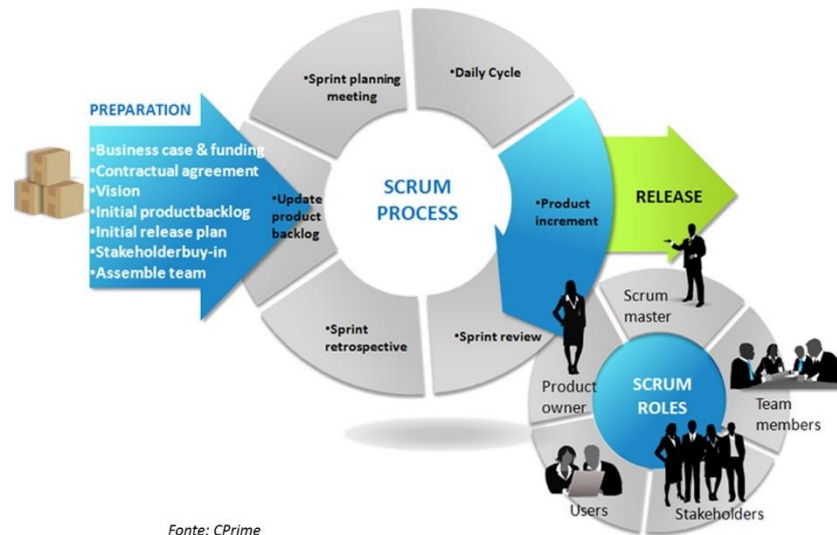 PREPARATION
•Business case & funding
•Contractual agreement
•Vision
•Initial productbacklog
•Initial release plan
•Stakeholderbuy-in
•Assemble team
•Sprint planning
meeting
•Daily Cycle
•Update
product
backlog
SCRUM
PROCESS
•Product
increment
RELEASE
•Sprint
retrospective
•Sprint review
Scrum
master
Product
owner
SCRUM
ROLES
Team
members
Users
Stakeholders
Fonte: CPrime